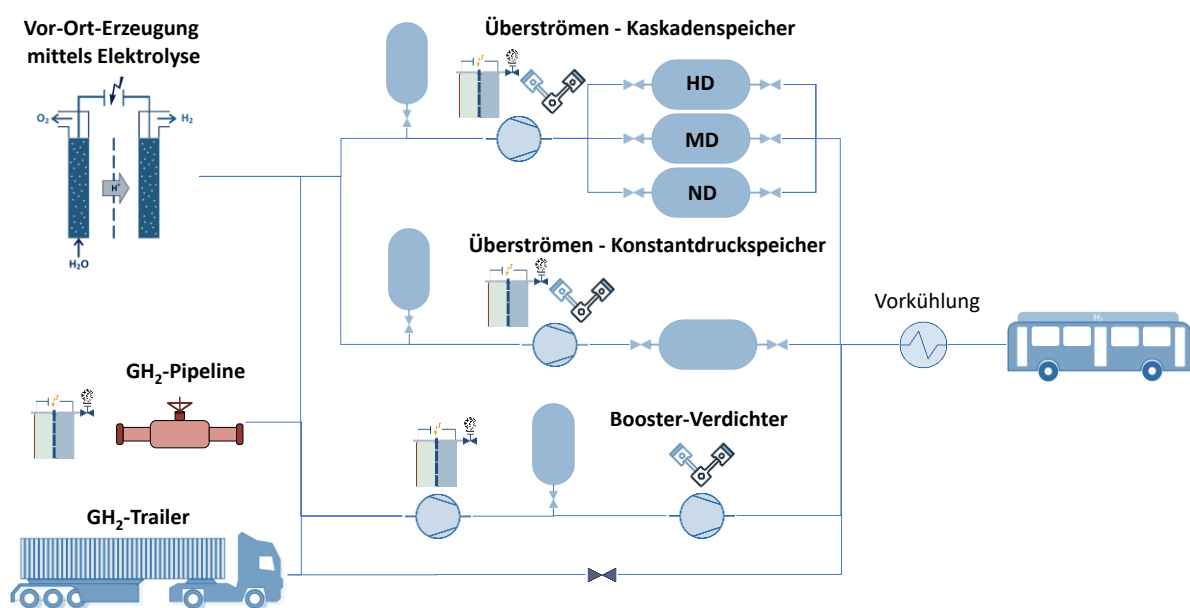 Vor-Ort-Erzeugung
mittels Elektrolyse
O₂
H₂
H⁺
H₂O
Überströmen - Kaskadenspeicher
HD
MD
ND
Überströmen - Konstantdruckspeicher
Vorkühlung
H₂
GH₂-Pipeline
Booster-Verdichter
GH₂-Trailer